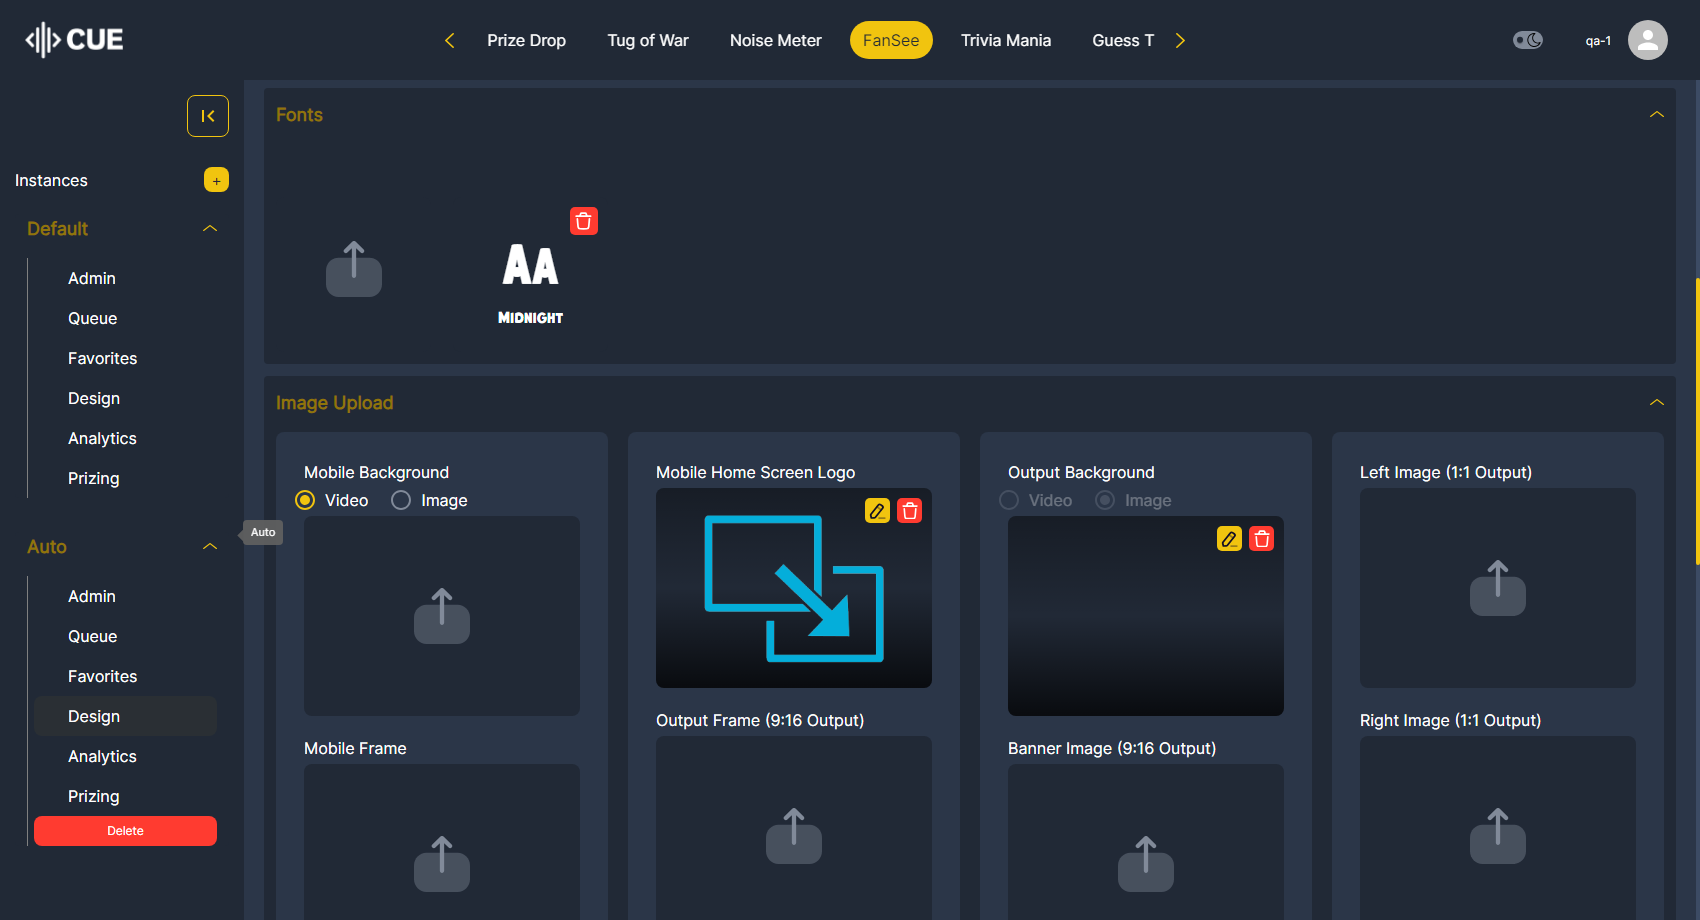 CUE
Prize Drop
Tug of War
Noise Meter
FanSee
Trivia Mania
Guess T
qa-1
Instances
+
Default
Admin
Queue
Favorites
Design
Analytics
Prizing
Auto
Auto
Admin
Queue
Favorites
Design
Analytics
Prizing
Delete
Fonts
AA
MIDNIGHT
Image Upload
Mobile Background
Video
Image
Mobile Frame
Mobile Home Screen Logo
Output Frame (9:16 Output)
Output Background
Video
Image
Banner Image (9:16 Output)
Left Image (1:1 Output)
Right Image (1:1 Output)